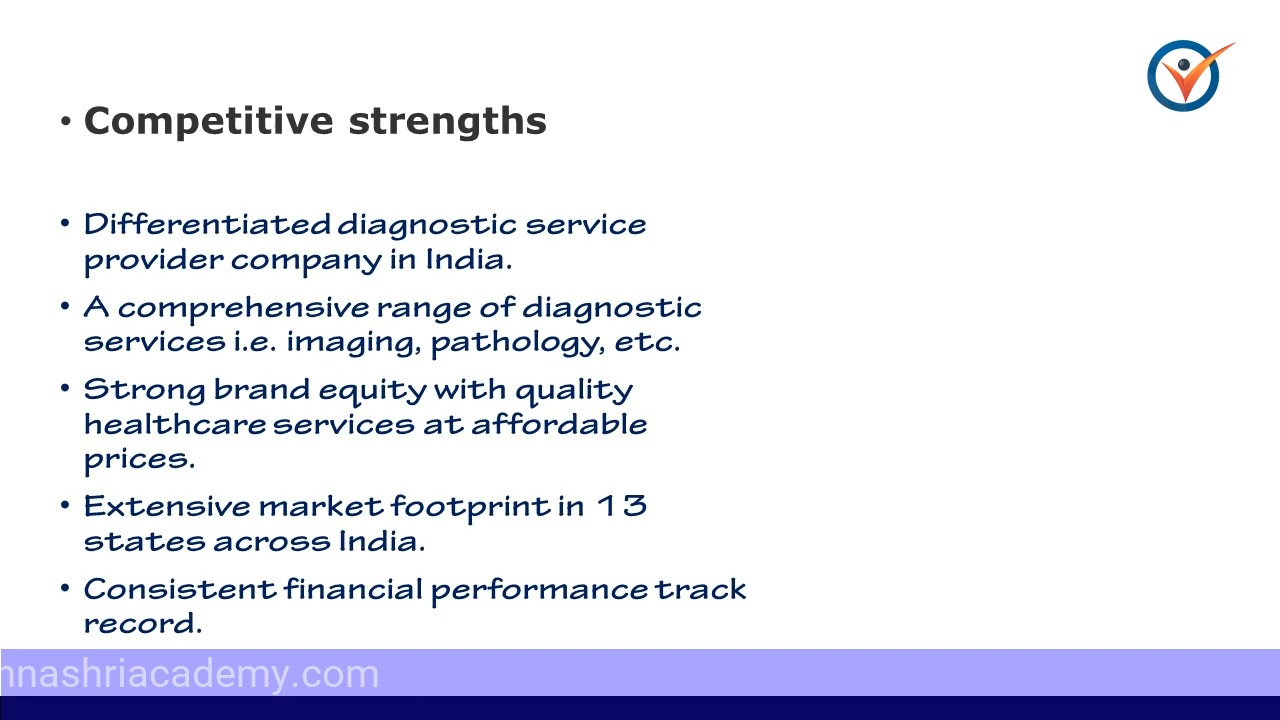 • Competitive strengths
• Differentiated diagnostic service
provider company in India.
• A comprehensive range of diagnostic
services i.e. imaging, pathology, etc.
• Strong brand equity with quality
healthcare services at affordable
prices.
• Extensive market footprint in 13
states across India.
• Consistent financial performance track
record.
nnashriacademy.com